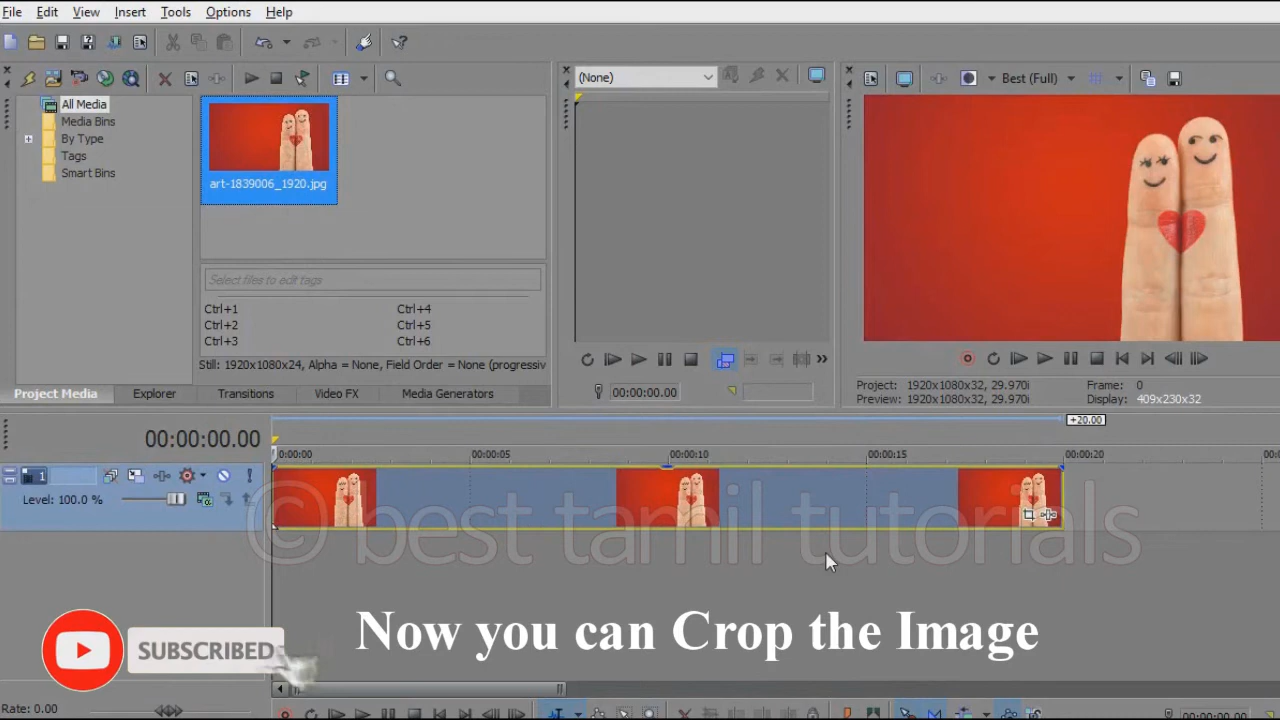 File Edit View Insert Tools Options Help
All Media
Media Bins
By Type
Tags
Smart Bins
art-1839006_1920.jpg
Select files to edit tags
Ctrl+1 Ctrl+4
Ctrl+2 Ctrl+5
Ctrl+3 Ctrl+6
Still: 1920x1080x24, Alpha = None, Field Order = None (progressiv
Project Media Explorer Transitions Video FX Media Generators
(None)
00:00:00.00
Best (Full)
Project: 1920x1080x32, 29.970i Frame: 0
Preview: 1920x1080x32, 29.970i Display: 409x230x32
+20.00
00:00:00.00
0:00:00 00:00:05 00:00:10 00:00:15 00:00:20 00:0
1
Level: 100.0 %
© best tamil tutorials
Now you can Crop the Image
SUBSCRIBED
Rate: 0.00